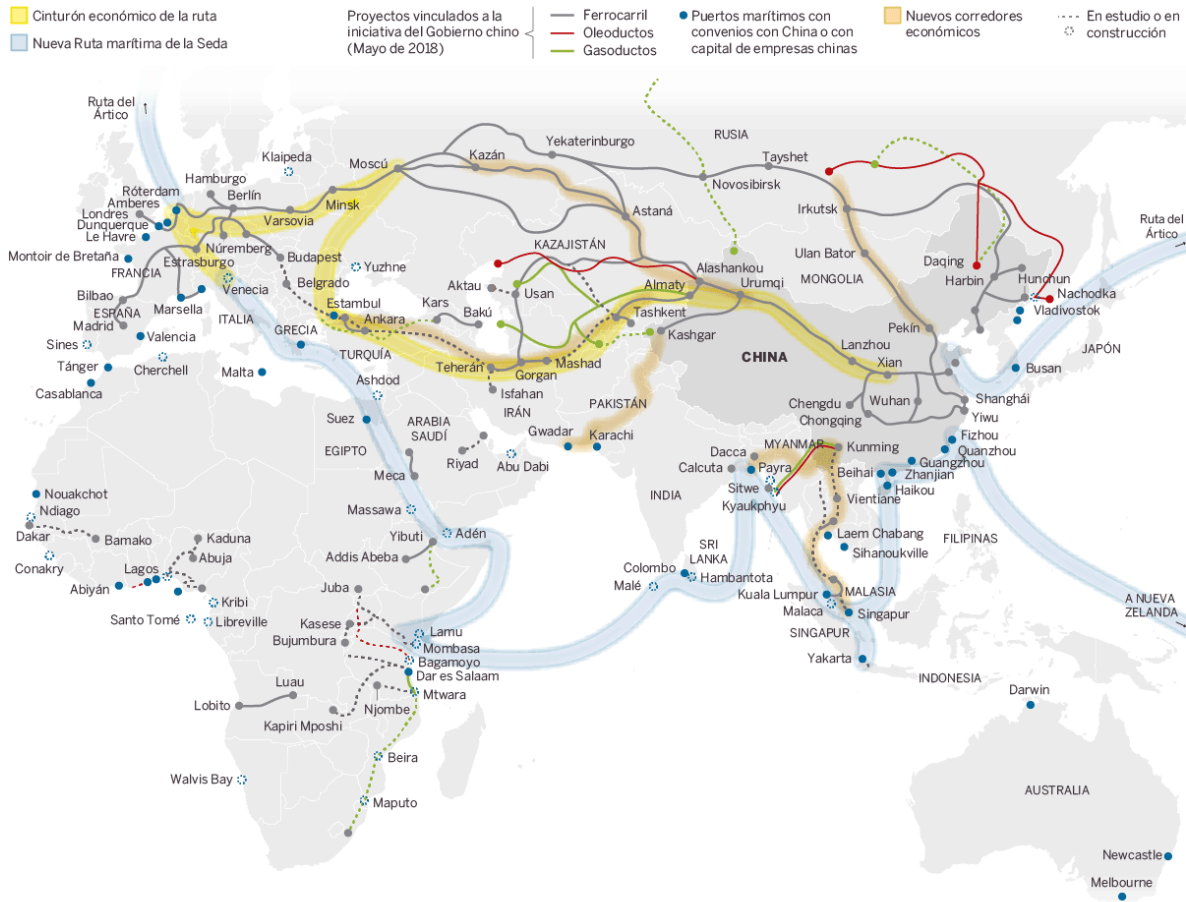 Cinturón económico de la ruta
Nueva Ruta marítima de la Seda
Proyectos vinculados a la
iniciativa del Gobierno chino
(Mayo de 2018)
Ferrocarril
Oleoductos
Gasoductos
Puertos marítimos con
convenios con China o con
capital de empresas chinas
Nuevos corredores
económicos
En estudio o en
construcción
Ruta del
Ártico
Klaipeda
Moscú
Kazán
Yekaterinburgo
RUSIA
Tayshet
Novosibirsk
Hamburgo
Róterdam
Berlín
Amberes
Londres
Dunquerque
Le Havre
Varsovia
Minsk
Astaná
Irkutsk
Ruta del
Ártico
Montoir de Bretaña
FRANCIA
Estrasburgo
Núremberg
Budapest
KAZAJISTÁN
Ulan Bator
MONGOLIA
Daqing
Harbin
Hunchun
Nachodka
Vladivostok
Venecia
Belgrado
Yuzhne
Aktau
Usan
Almaty
Alashankou
Urumqi
Bilbao
ESPAÑA
Madrid
Marsella
ITALIA
Estambul
Ankara
Kars
Bakú
Tashkent
Kashgar
Pekín
Sines
Valencia
GRECIA
TURQUÍA
Teherán
Gorgan
Mashad
CHINA
Lanzhou
Xian
JAPÓN
Busan
Tánger
Casablanca
Cherchell
Malta
Ashdod
Isfahan
IRÁN
PAKISTÁN
Chengdu
Chongqing
Wuhan
Shanghái
Yiwu
Suez
EGIPTO
ARABIA
SAUDÍ
Riyad
Abu Dabi
Gwadar
Karachi
Dacca
Calcuta
MYANMAR
Payra
Kunming
Fizhou
Quanzhou
Guangzhou
Beihai
Zhanjian
Haikou
Meca
INDIA
Sitwe
Kyaukphyu
Vientiane
Nouakchot
Ndiago
Dakar
Bamako
Massawa
Adén
Laem Chabang
Sihanoukville
FILIPINAS
Conakry
Kaduna
Abuja
Yibuti
Addis Abeba
SRI
LANKA
Colombo
Hambantota
Malé
Abiyán
Lagos
Juba
Kuala Lumpur
MALASIA
Malaca
Singapur
SINGAPUR
A NUEVA
ZELANDA
Santo Tomé
Kribi
Libreville
Kasese
Bujumbura
Lamu
Mombasa
Bagamoyo
Dar es Salaam
Mtwara
Yakarta
INDONESIA
Luau
Lobito
Kapiri Mposhi
Njombe
Darwin
Beira
Walvis Bay
Maputo
AUSTRALIA
Newcastle
Melbourne